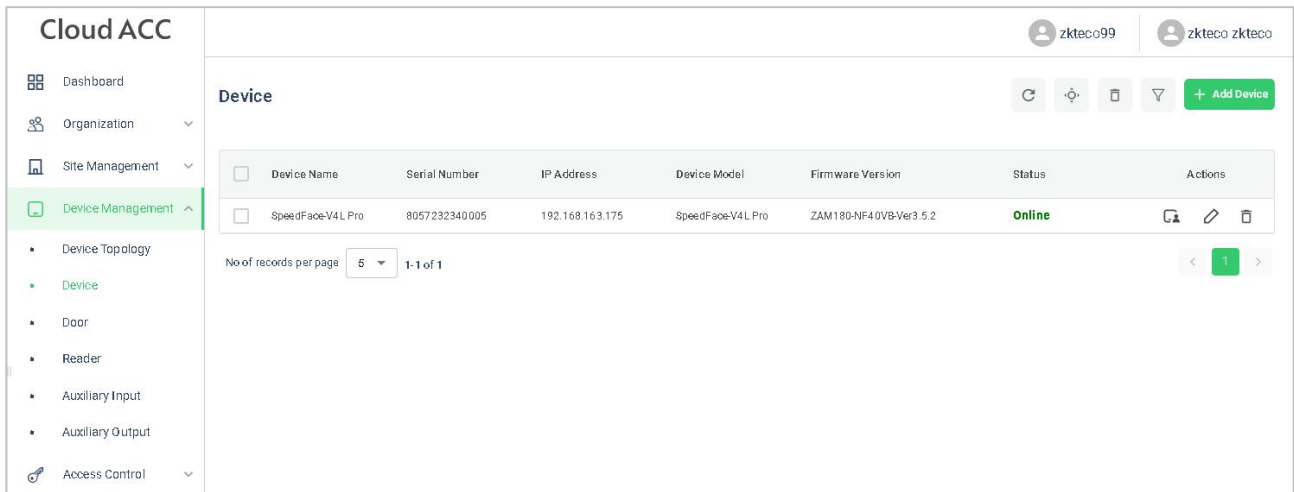 Cloud ACC
zkteco99
zkteco zkteco
Dashboard
Organization
Site Management
Device Management
Device Topology
Device
Door
Reader
Auxiliary Input
Auxiliary Output
Access Control
Device
+ Add Device
Device Name Serial Number IP Address Device Model Firmware Version Status Actions
SpeedFace-V4L Pro 8057232340005 192.168.163.175 SpeedFace-V4L Pro ZAM180-NF40VB-Ver3.5.2 Online
No of records per page 5 1-1 of 1 < 1 >